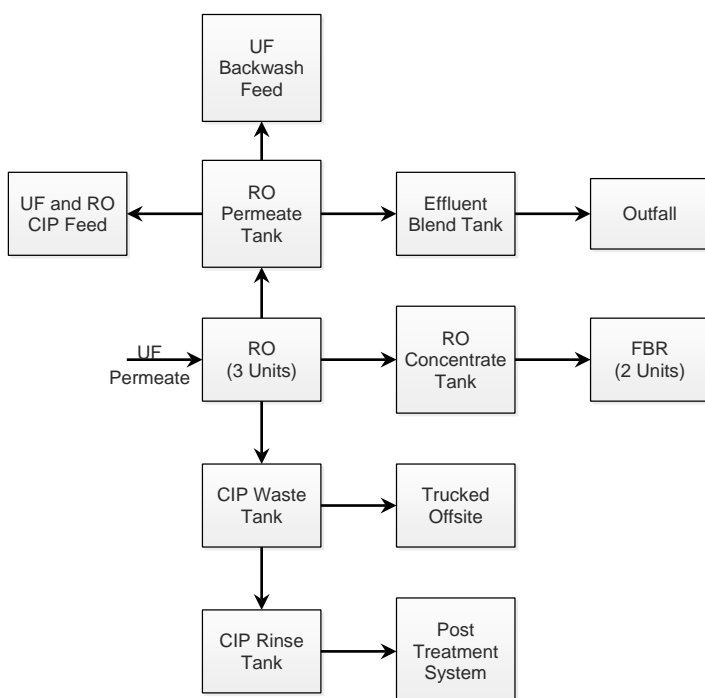 UF
Backwash
Feed
UF and RO
CIP Feed
RO
Permeate
Tank
Effluent
Blend Tank
Outfall
UF
Permeate
RO
(3 Units)
RO
Concentrate
Tank
FBR
(2 Units)
CIP Waste
Tank
Trucked
Offsite
CIP Rinse
Tank
Post
Treatment
System